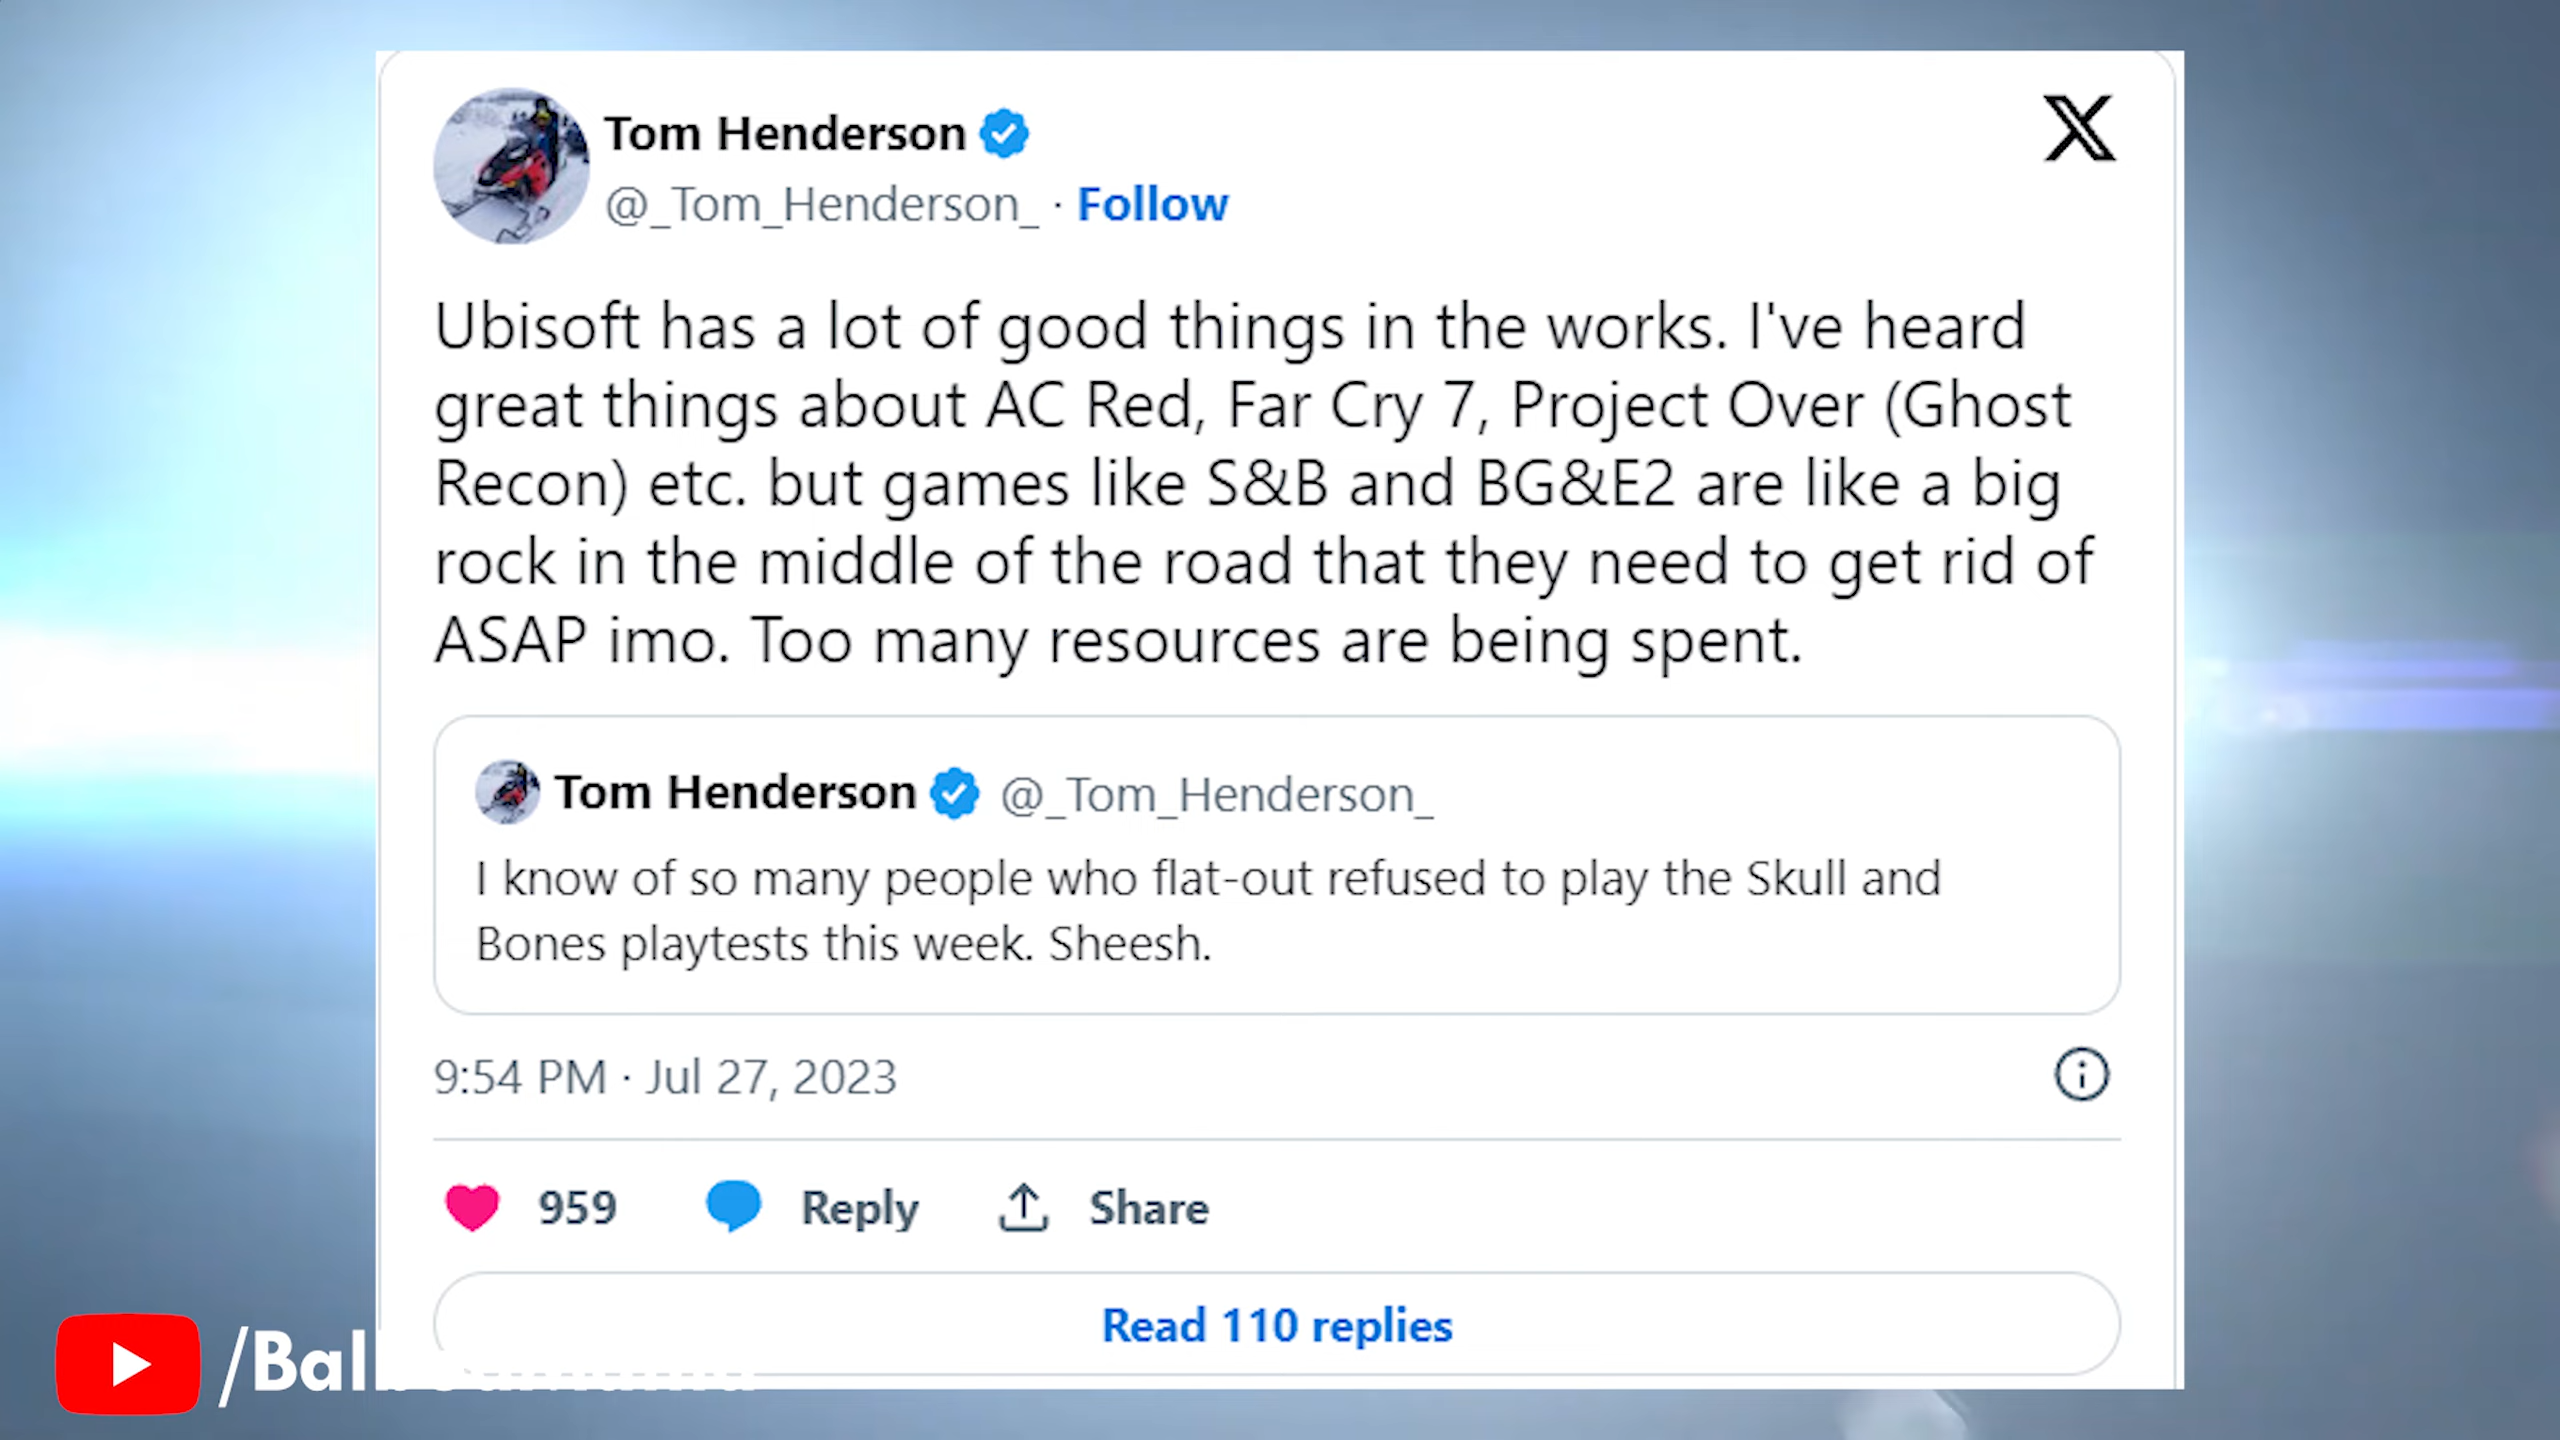 Tom Henderson
@_Tom_Henderson_ · Follow
Ubisoft has a lot of good things in the works. I've heard
great things about AC Red, Far Cry 7, Project Over (Ghost
Recon) etc. but games like S&B and BG&E2 are like a big
rock in the middle of the road that they need to get rid of
ASAP imo. Too many resources are being spent.
Tom Henderson @_Tom_Henderson_
I know of so many people who flat-out refused to play the Skull and
Bones playtests this week. Sheesh.
9:54 PM · Jul 27, 2023
959 Reply Share
Read 110 replies